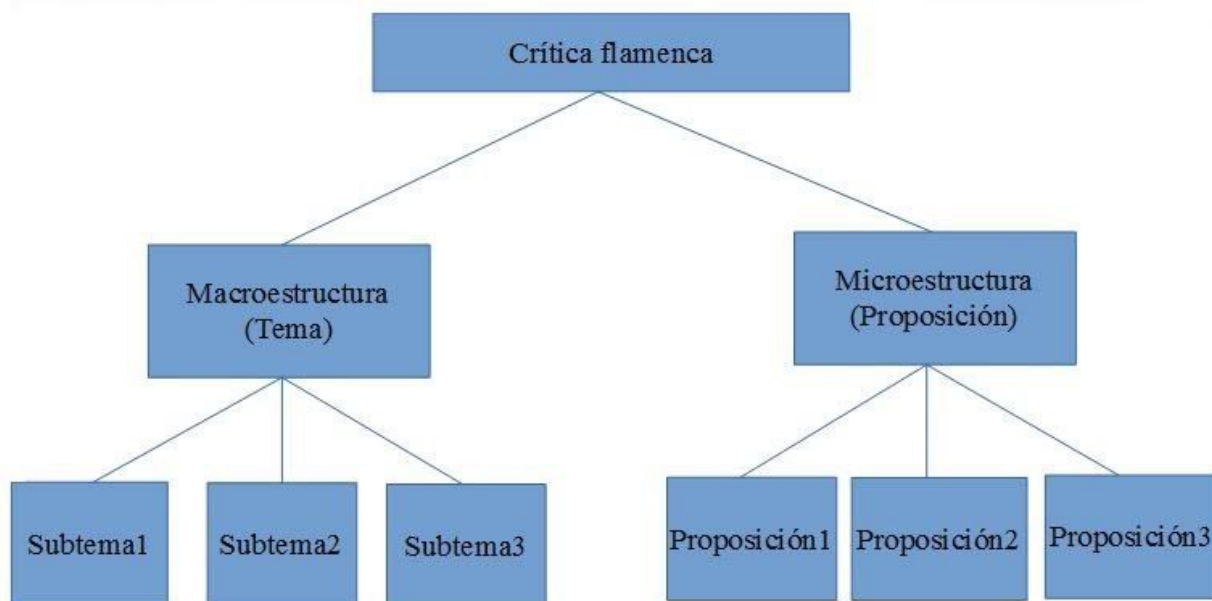 Crítica flamenca
Macroestructura
(Tema)
Microestructura
(Proposición)
Subtema1
Subtema2
Subtema3
Proposición1
Proposición2
Proposición3